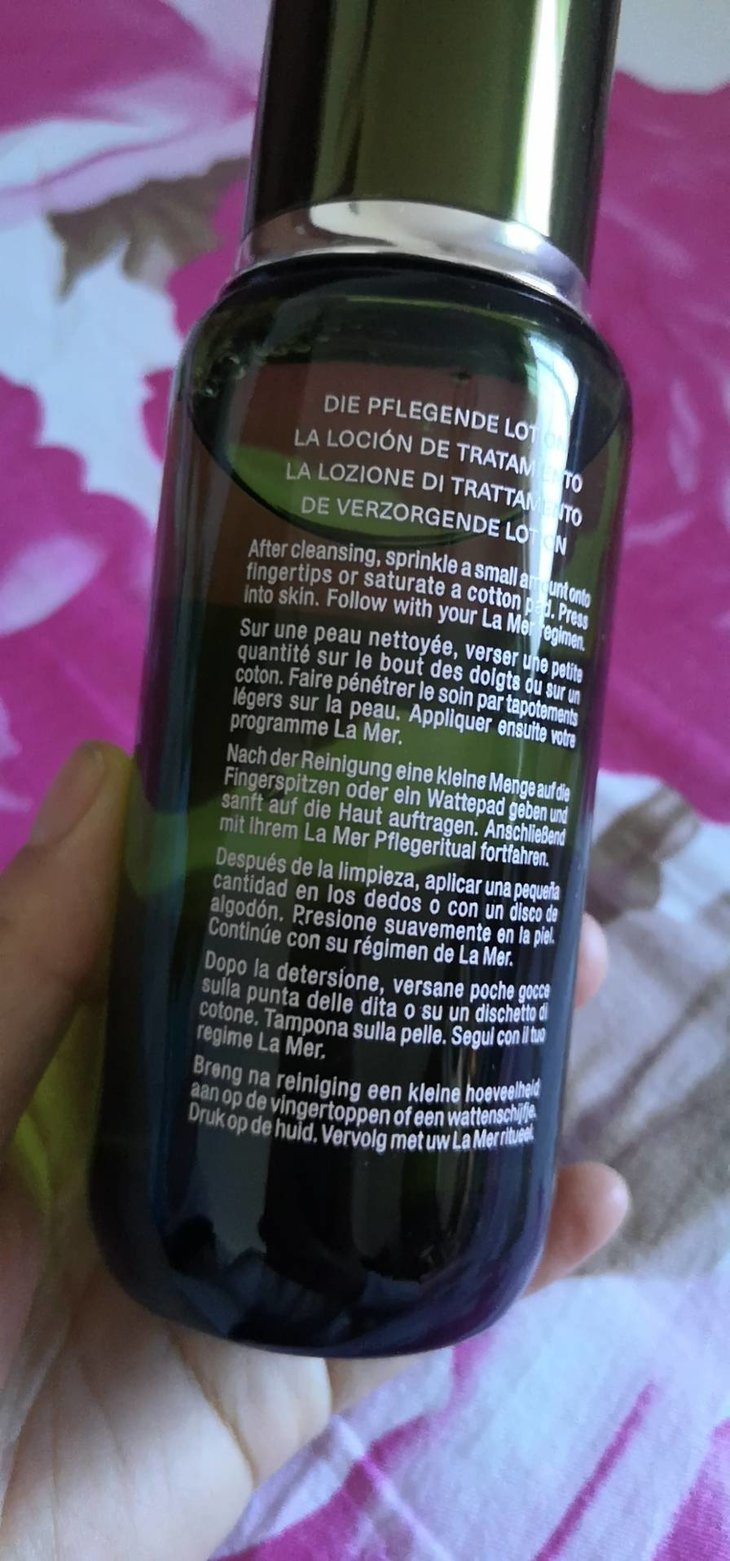 DIE PFLEGENDE LOTION
LA LOCIÓN DE TRATAMIENTO
LA LOZIONE DI TRATTAMENTO
DE VERZORGENDE LOTION
After cleansing, sprinkle a small amount onto
fingertips or saturate a cotton pad. Press
into skin. Follow with your La Mer regimen.
Sur une peau nettoyée, verser une petite
quantité sur le bout des doigts ou sur un
coton. Faire pénétrer le soin par tapotements
légers sur la peau. Appliquer ensuite votre
programme La Mer.
Nach der Reinigung eine kleine Menge auf die
Fingerspitzen oder ein Wattepad geben und
sanft auf die Haut auftragen. Anschließend
mit Ihrem La Mer Pflegeritual fortfahren.
Después de la limpieza, aplicar una pequeña
cantidad en los dedos o con un disco de
algodón. Presione suavemente en la piel.
Continúe con su régimen de La Mer.
Dopo la detersione, versane poche gocce
sulla punta delle dita o su un dischetto di
cotone. Tampona sulla pelle. Segui con il tuo
regime La Mer.
Breng na reiniging een kleine hoeveelheid
aan op de vingertoppen of een wattenschijfje.
Druk op de huid. Vervolg met uw La Mer ritueel.